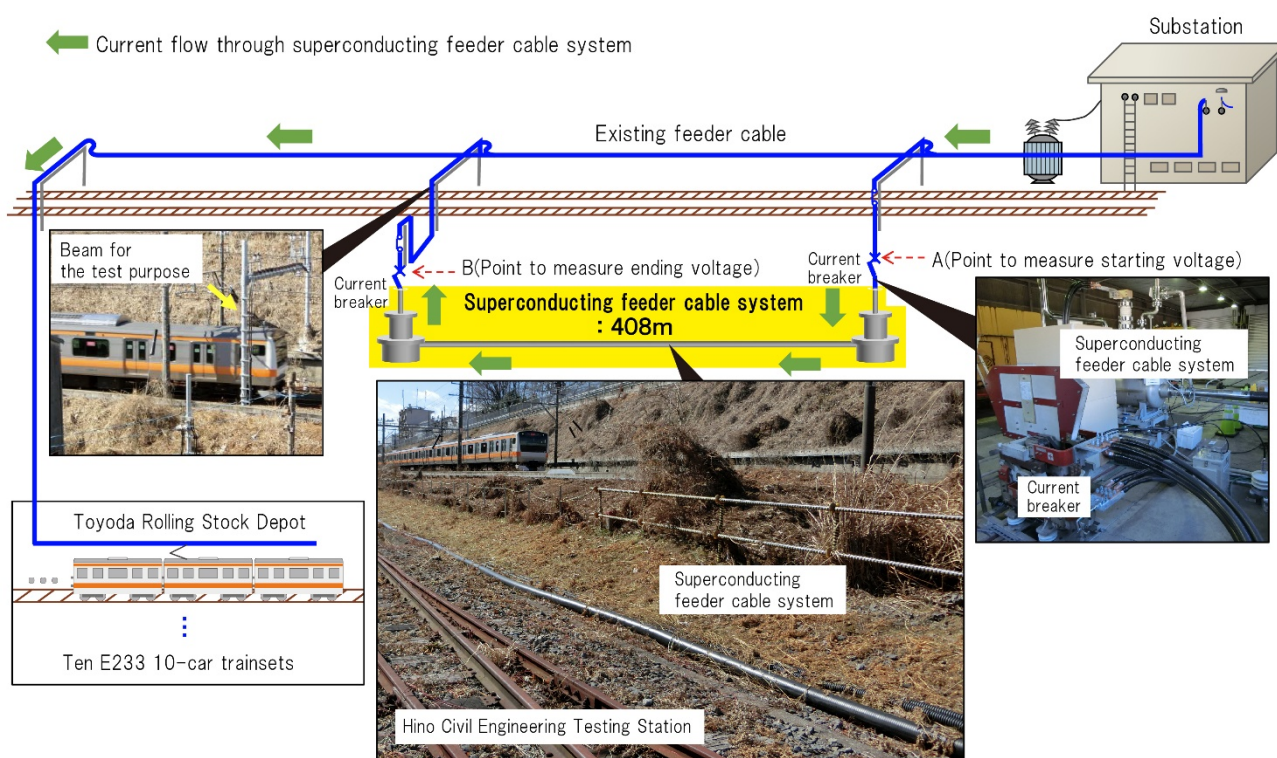 Substation
Current flow through superconducting feeder cable system
Existing feeder cable
Beam for
the test purpose
Current
breaker
B(Point to measure ending voltage)
Current
breaker
A(Point to measure starting voltage)
Superconducting feeder cable system
: 408m
Superconducting
feeder cable system
Current
breaker
Toyoda Rolling Stock Depot
Ten E233 10-car trainsets
Superconducting
feeder cable system
Hino Civil Engineering Testing Station